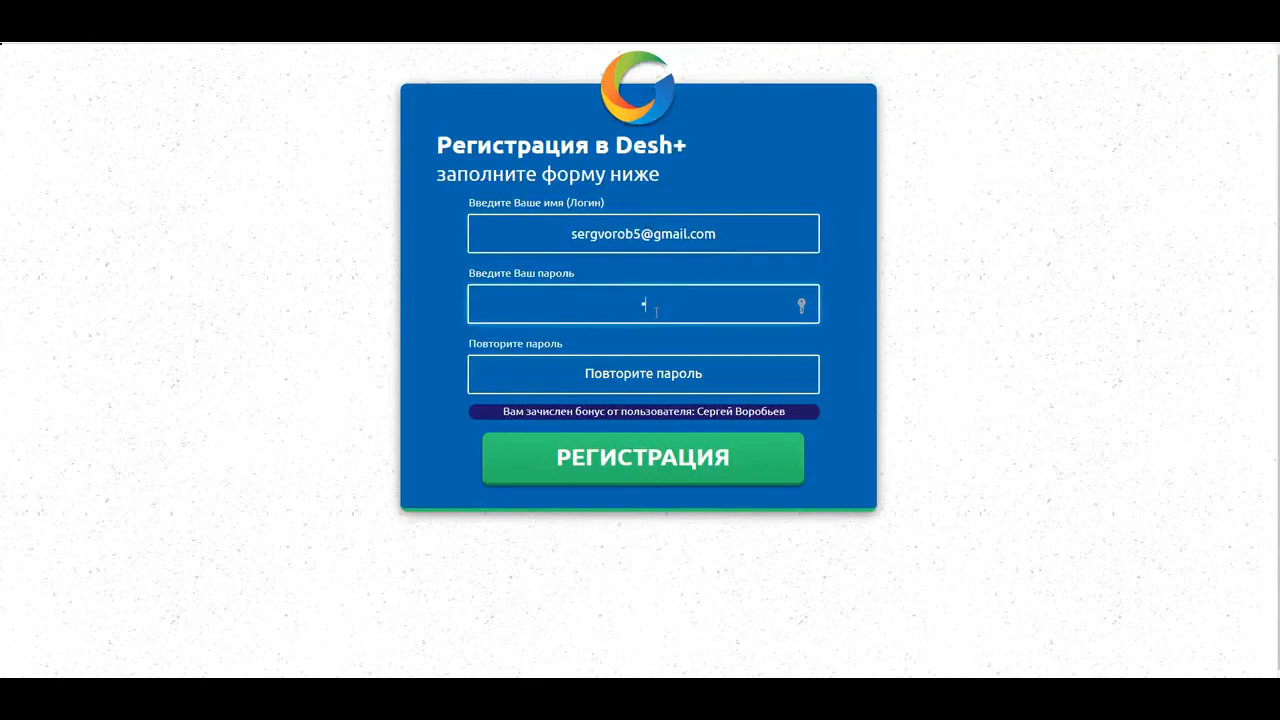 Регистрация в Desh+
заполните форму ниже
Введите Ваше имя (Логин)
sergvorob5@gmail.com
Введите Ваш пароль
Повторите пароль
Повторите пароль
Вам зачислен бонус от пользователя: Сергей Воробьев
РЕГИСТРАЦИЯ